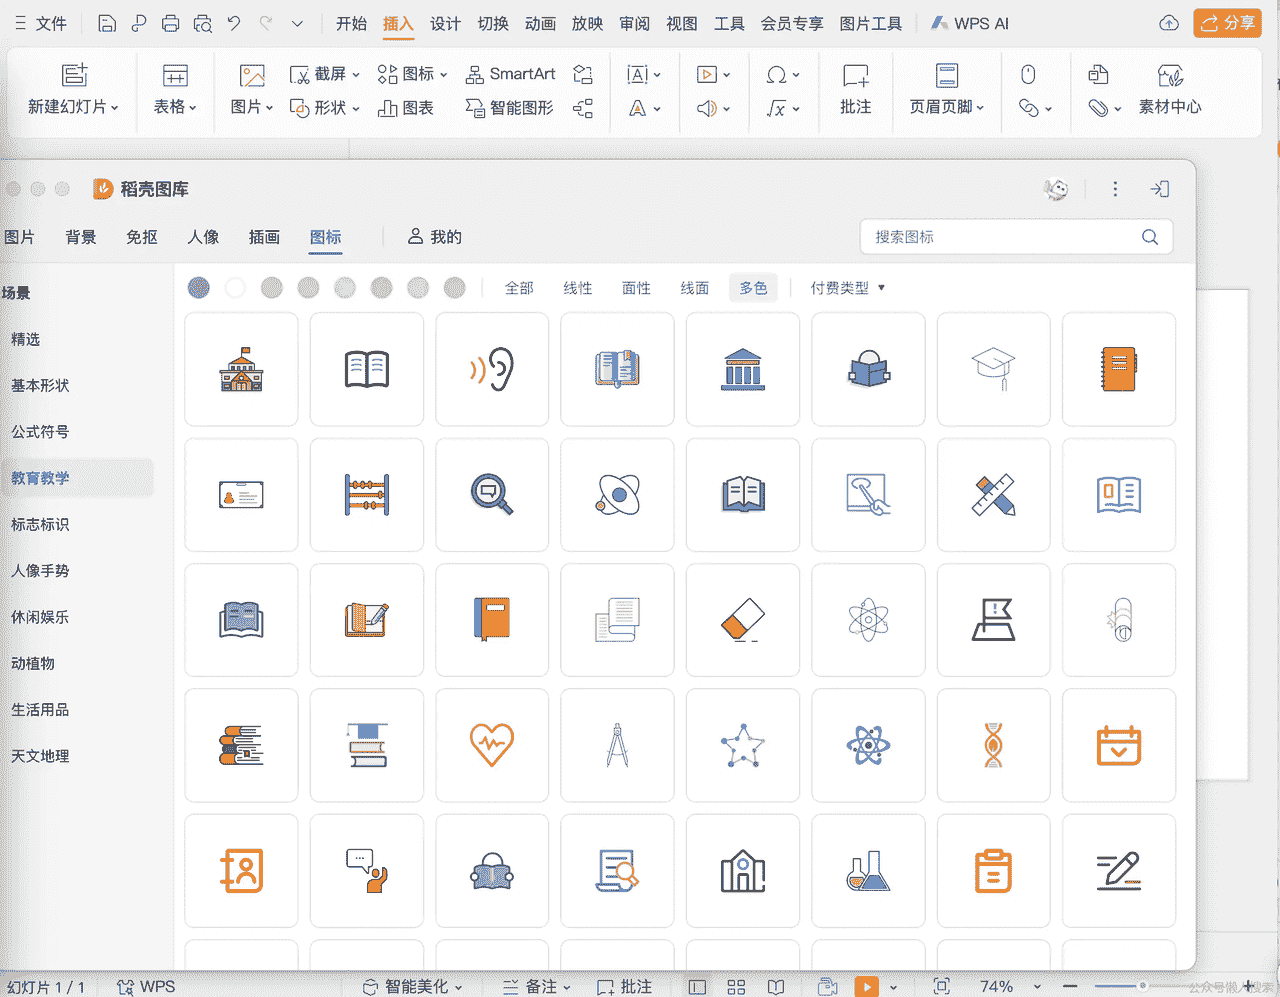 文件 开始 插入 设计 切换 动画 放映 审阅 视图 工具 会员专享 图片工具 WPS AI 分享
截屏 图标 SmartArt
新建幻灯片 表格 图片 形状 图表 智能图形 批注 页眉页脚 素材中心
稻壳图库
图片 背景 免抠 人像 插画 图标 我的 搜索图标
场景
全部 线性 面性 线面 多色 付费类型
精选
基本形状
公式符号
教育教学
标志标识
人像手势
休闲娱乐
动植物
生活用品
天文地理
幻灯片 1 / 1 WPS 智能美化 备注 批注 74%
公众号懒人搜索